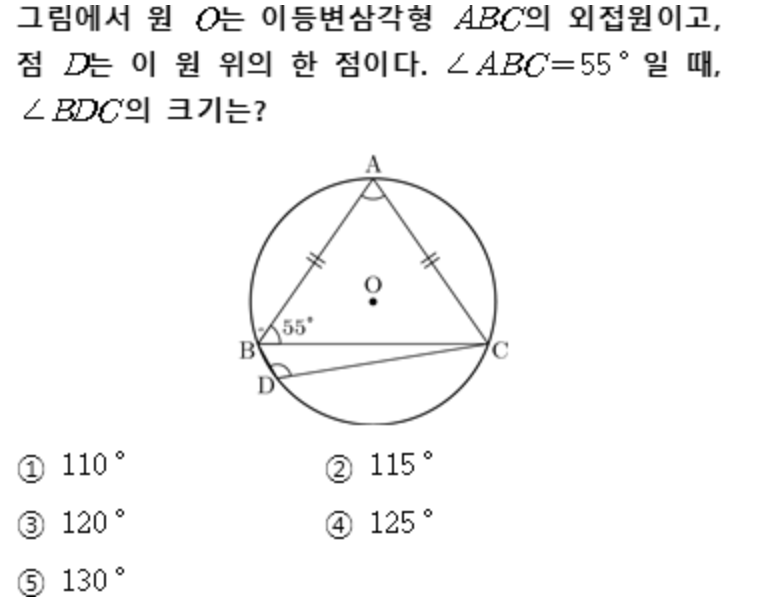 그림에서 원 O는 이등변삼각형 ABC의 외접원이고,
점 D는 이 원 위의 한 점이다. ∠ABC=55° 일 때,
∠BDC의 크기는?
A
O
55°
B
C
D
① 110°
② 115°
③ 120°
④ 125°
⑤ 130°